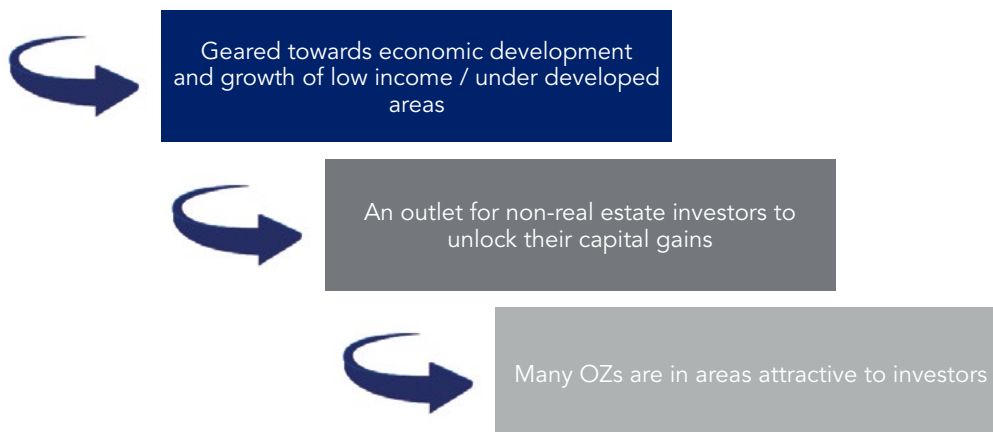 Geared towards economic development
and growth of low income / under developed
areas
An outlet for non-real estate investors to
unlock their capital gains
Many OZs are in areas attractive to investors